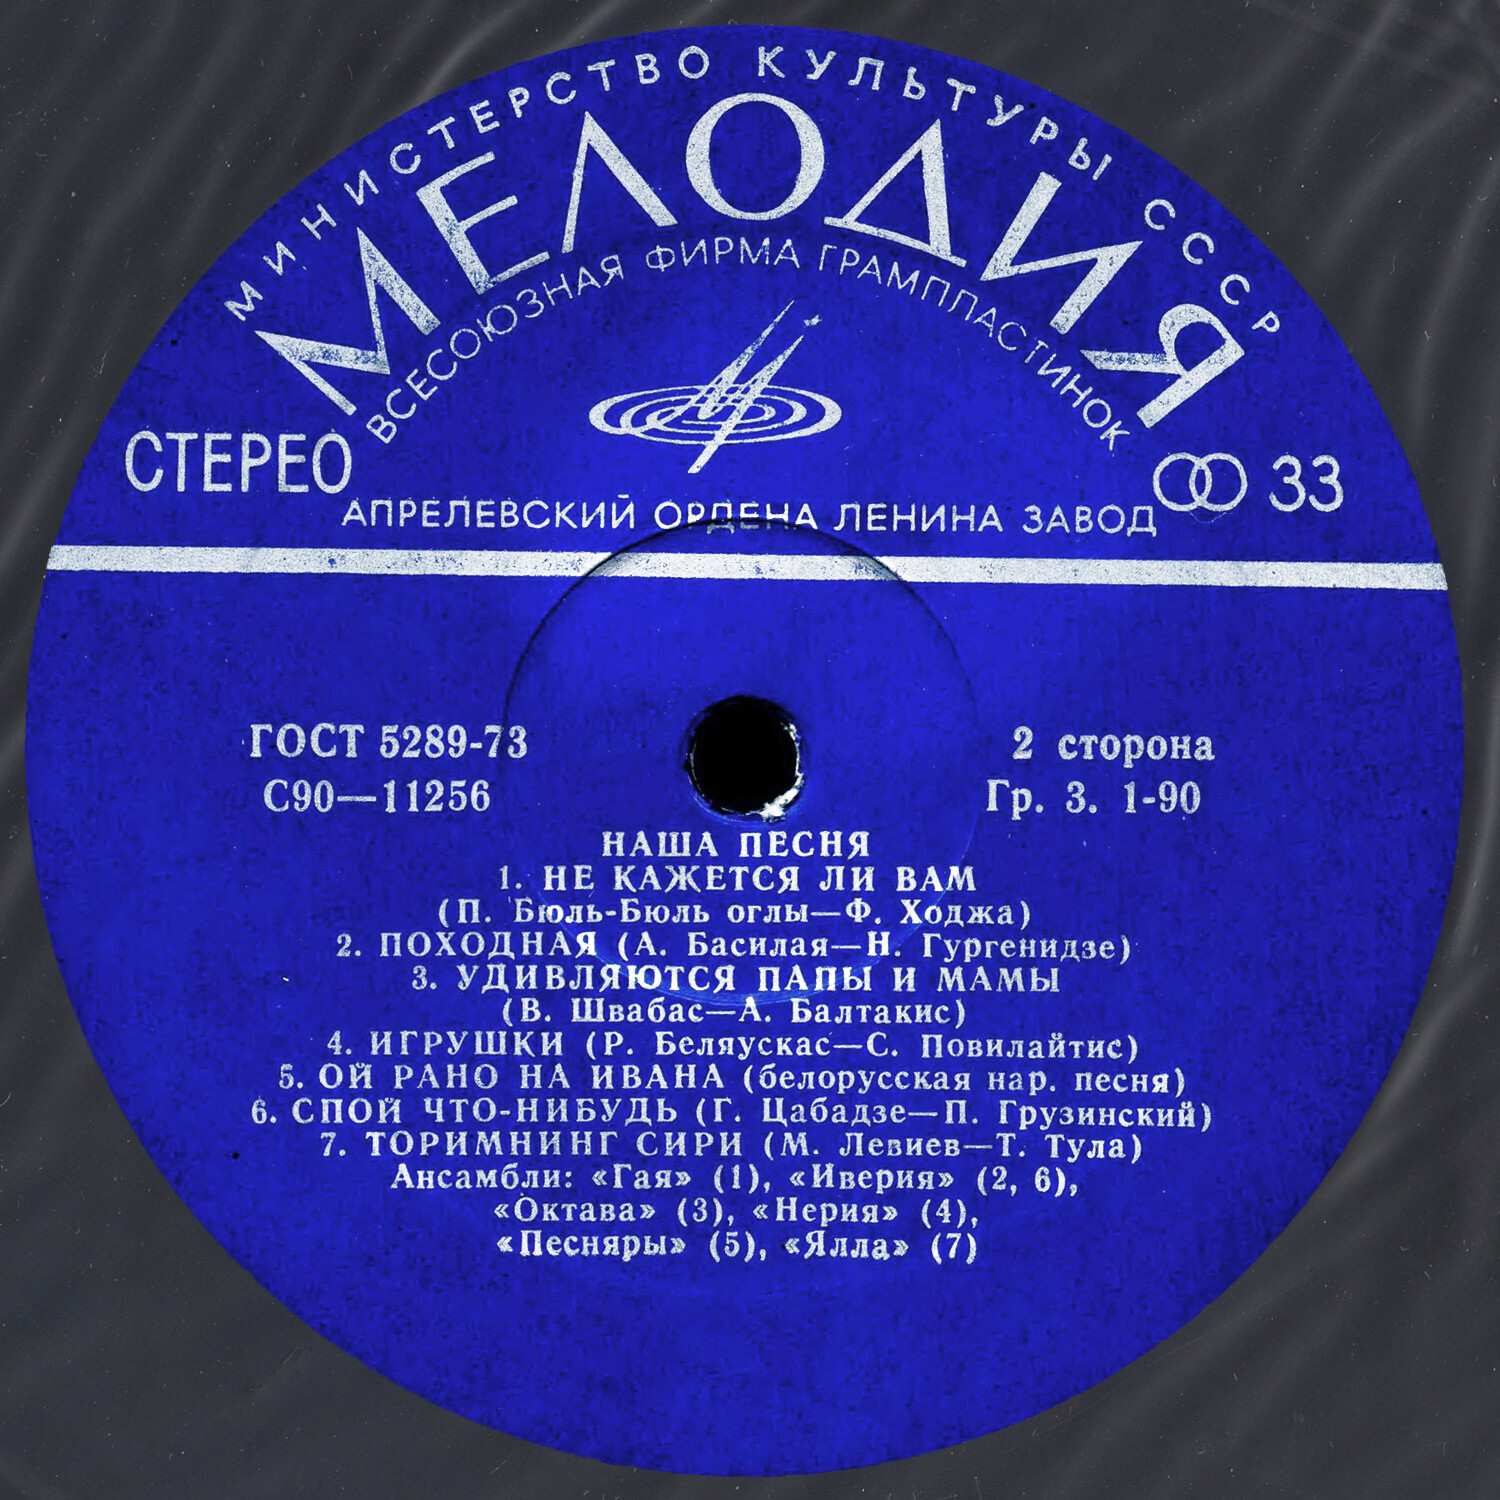 МИНИСТЕРСТВО КУЛЬТУРЫ СССР
МЕЛОДИЯ
ВСЕСОЮЗНАЯ ФИРМА ГРАМПЛАСТИНОК
СТЕРЕО
33
АПРЕЛЕВСКИЙ ОРДЕНА ЛЕНИНА ЗАВОД
ГОСТ 5289-73
2 сторона
С90—11256
Гр. 3. 1-90
НАША ПЕСНЯ
1. НЕ КАЖЕТСЯ ЛИ ВАМ
(П. Бюль-Бюль оглы—Ф. Ходжа)
2. ПОХОДНАЯ (А. Басилая—Н. Гургенидзе)
3. УДИВЛЯЮТСЯ ПАПЫ И МАМЫ
(В. Швабас—А. Балтакис)
4. ИГРУШКИ (Р. Беляускас—С. Повилайтис)
5. ОЙ РАНО НА ИВАНА (белорусская нар. песня)
6. СПОЙ ЧТО-НИБУДЬ (Г. Цабадзе—П. Грузинский)
7. ТОРИМНИНГ СИРИ (М. Левиев—Т. Тула)
Ансамбли: «Гая» (1), «Иверия» (2, 6),
«Октава» (3), «Нерия» (4),
«Песняры» (5), «Ялла» (7)